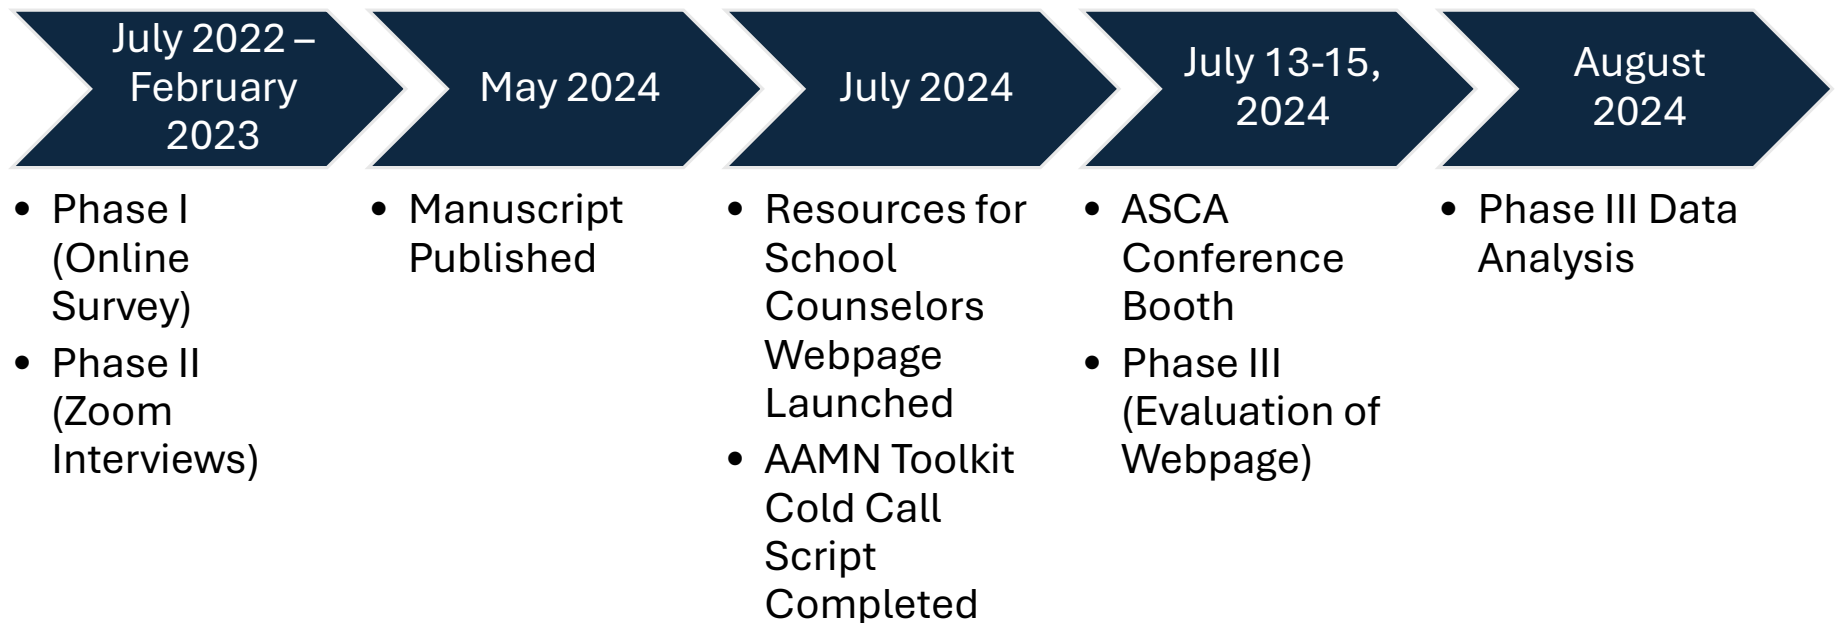 July 2022 –
February
2023
May 2024
July 2024
July 13-15,
2024
August
2024
• Phase I
(Online
Survey)
• Phase II
(Zoom
Interviews)
• Manuscript
Published
• Resources for
School
Counselors
Webpage
Launched
• AAMN Toolkit
Cold Call
Script
Completed
• ASCA
Conference
Booth
• Phase III
(Evaluation of
Webpage)
• Phase III Data
Analysis